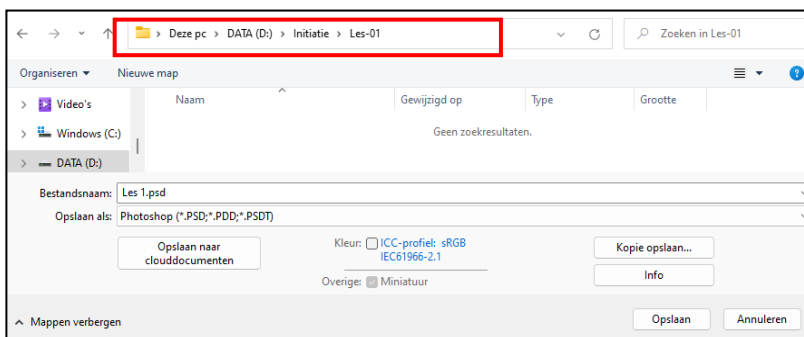 Deze pc > DATA (D:) > Initiatie > Les-01
Zoeken in Les-01
Organiseren
Nieuwe map
Video's
Windows (C:)
DATA (D:)
Naam
Gewijzigd op
Type
Grootte
Geen zoekresultaten.
Bestandsnaam: Les 1.psd
Opslaan als: Photoshop (*.PSD;*.PDD;*.PSDT)
Opslaan naar
clouddocumenten
Kleur: ICC-profiel: sRGB
IEC61966-2.1
Overige: Miniatuur
Kopie opslaan...
Info
Mappen verbergen
Opslaan
Annuleren